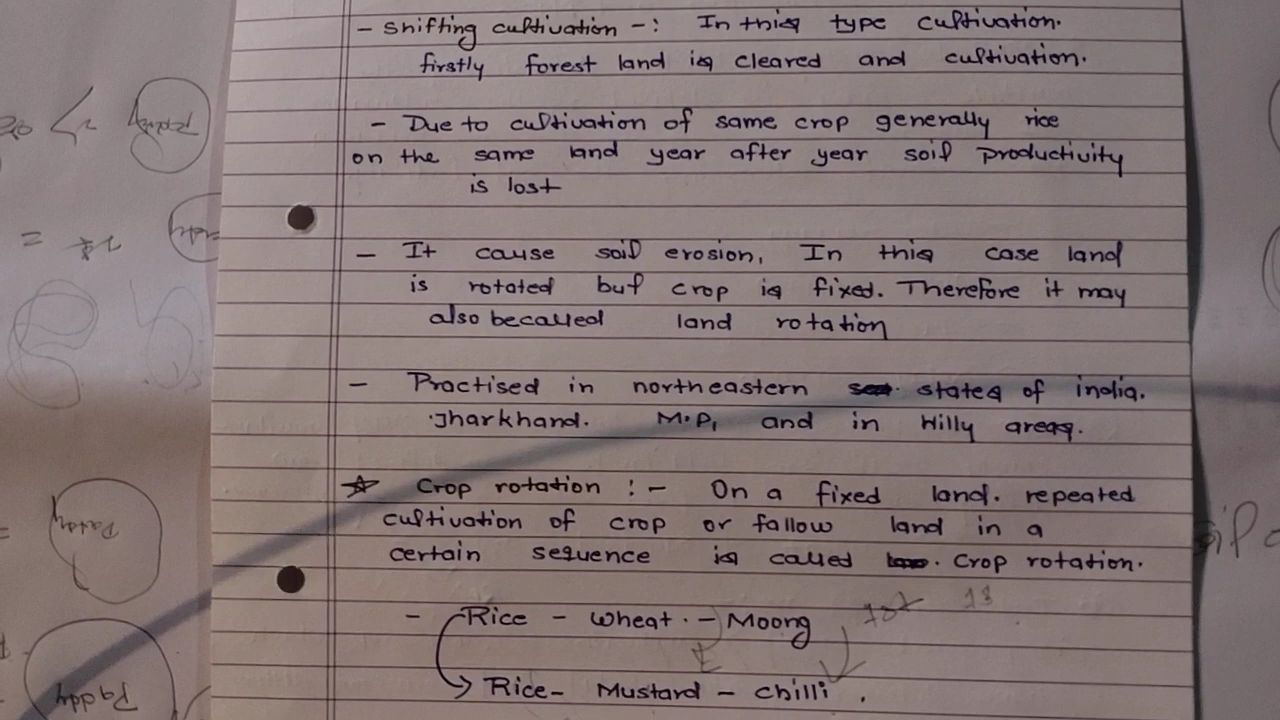 - Shifting cultivation -: In this type cultivation.
firstly forest land is cleared and cultivation.
- Due to cultivation of same crop generally rice
on the same land year after year soil productivity
is lost
- It cause soil erosion, In this case land
is rotated but crop is fixed. Therefore it may
also becalled land rotation
- Practised in northeastern states of india.
Jharkhand. M.P, and in Hilly areas.
☆ Crop rotation :- On a fixed land. repeated
cultivation of crop or fallow land in a
certain sequence is called Crop rotation.
- Rice - Wheat. - Moong
→ Rice - Mustard - Chilli.
Paddy